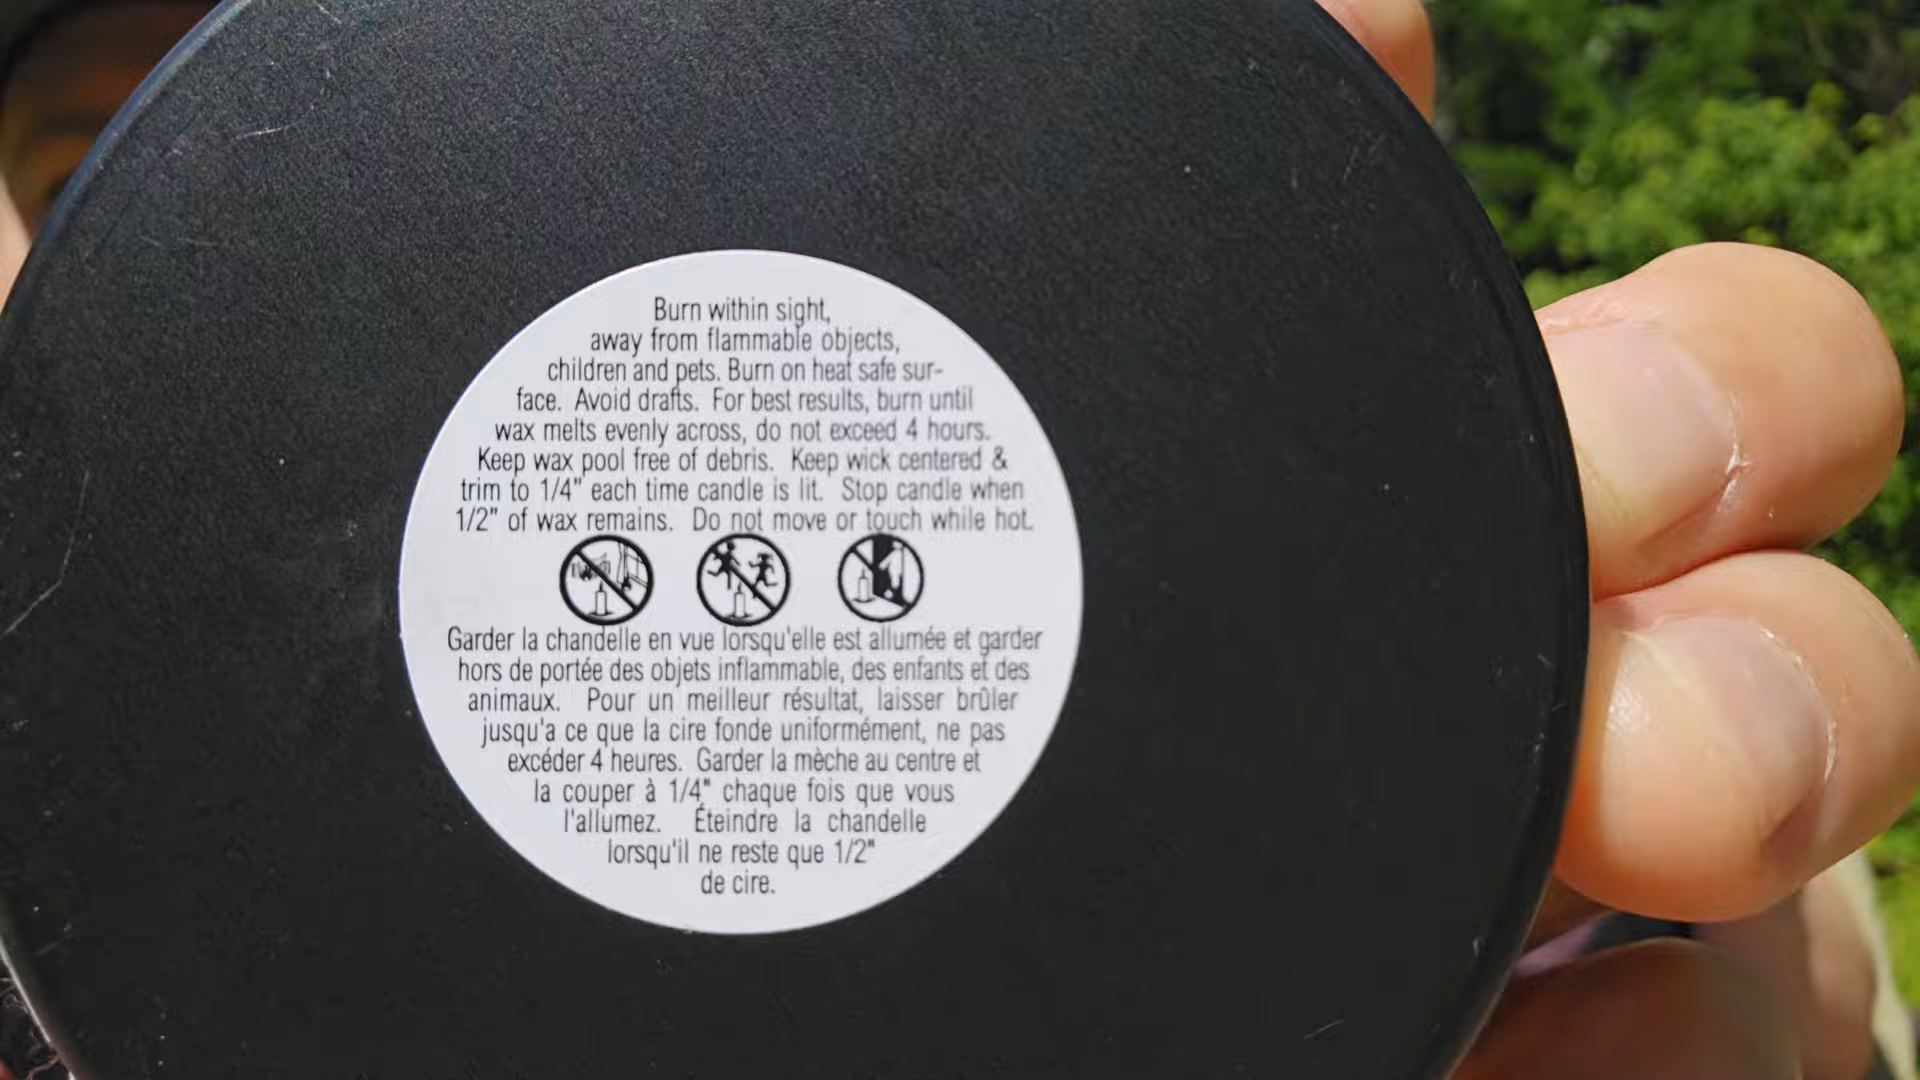 Burn within sight,
away from flammable objects,
children and pets. Burn on heat safe sur-
face. Avoid drafts. For best results, burn until
wax melts evenly across, do not exceed 4 hours.
Keep wax pool free of debris. Keep wick centered &
trim to 1/4" each time candle is lit. Stop candle when
1/2" of wax remains. Do not move or touch while hot.
Garder la chandelle en vue lorsqu'elle est allumée et garder
hors de portée des objets inflammable, des enfants et des
animaux. Pour un meilleur résultat, laisser brûler
jusqu'a ce que la cire fonde uniformément, ne pas
excéder 4 heures. Garder la mèche au centre et
la couper à 1/4" chaque fois que vous
l'allumez. Éteindre la chandelle
lorsqu'il ne reste que 1/2"
de cire.